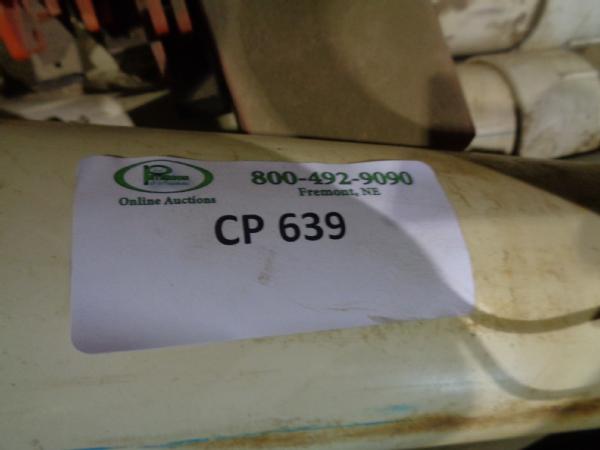 800-492-9090
Fremont, NE
Online Auctions
CP 639